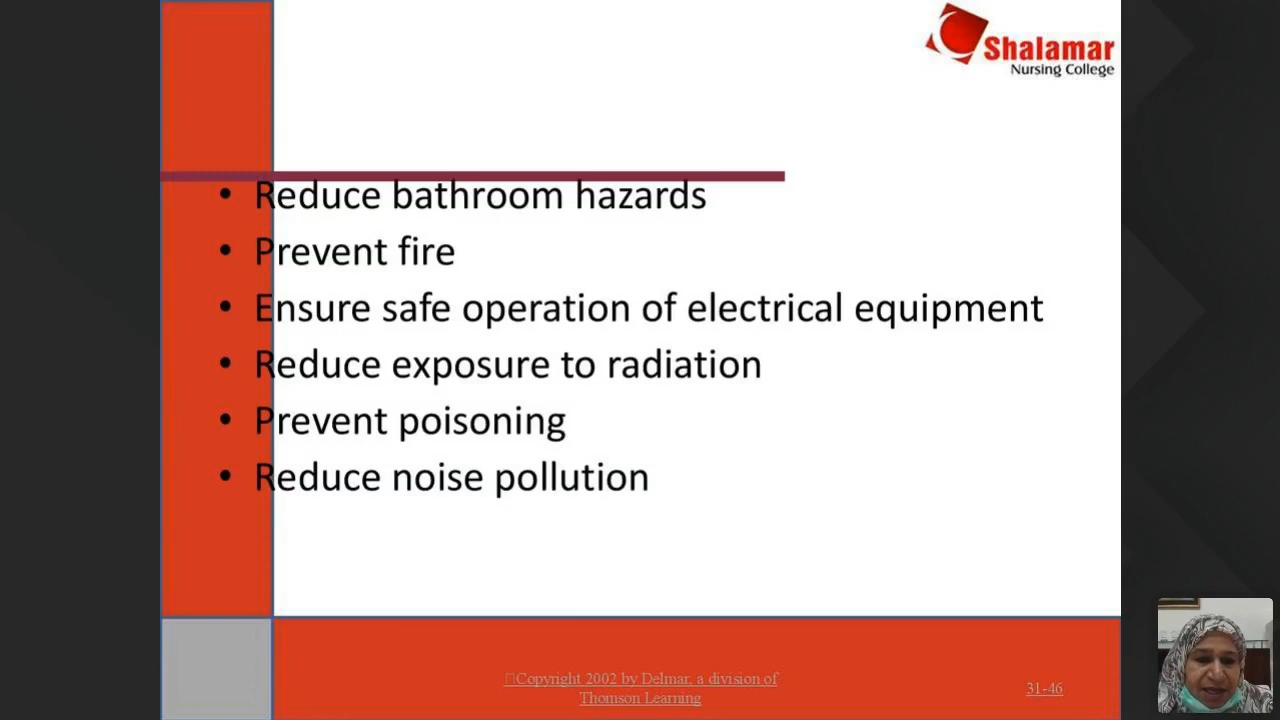 Shalamar
Nursing College
• Reduce bathroom hazards
• Prevent fire
• Ensure safe operation of electrical equipment
• Reduce exposure to radiation
• Prevent poisoning
• Reduce noise pollution
Copyright 2002 by Delmar, a division of
Thomson Learning
31-46